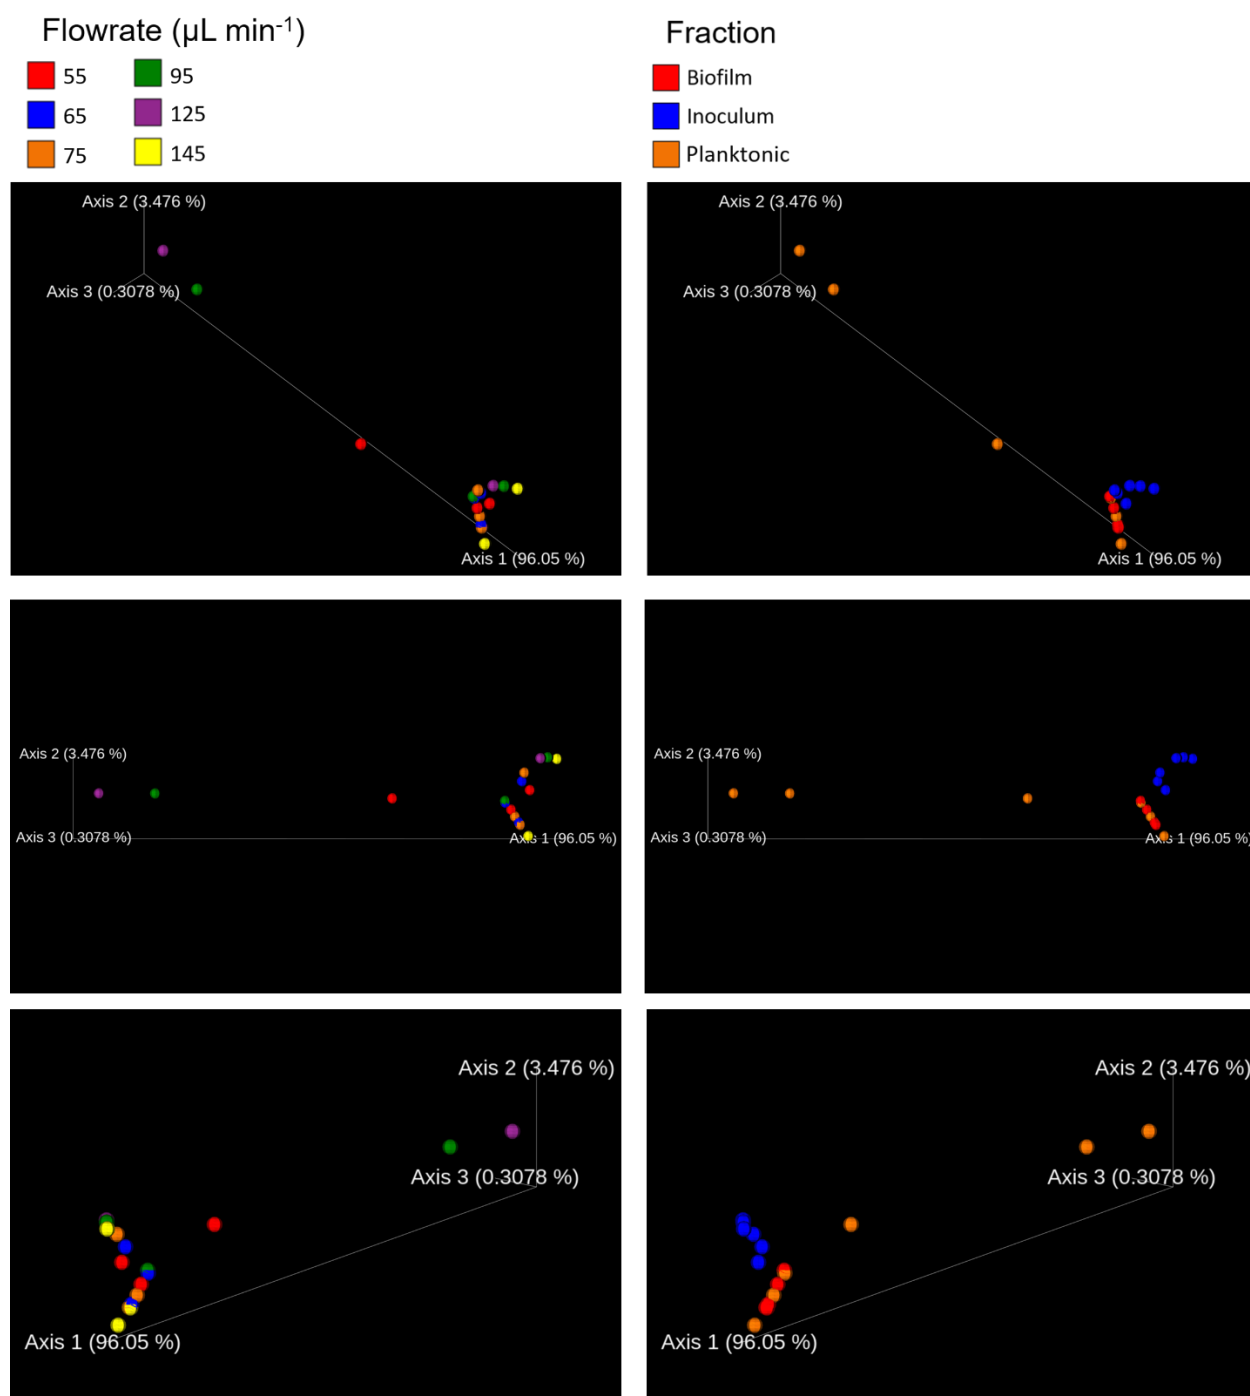 Flowrate (µL min⁻¹)
55
95
65
125
75
145
Fraction
Biofilm
Inoculum
Planktonic
Axis 2 (3.476 %)
Axis 3 (0.3078 %)
Axis 1 (96.05 %)
Axis 2 (3.476 %)
Axis 3 (0.3078 %)
Axis 1 (96.05 %)
Axis 2 (3.476 %)
Axis 3 (0.3078 %)
Axis 1 (96.05 %)
Axis 2 (3.476 %)
Axis 3 (0.3078 %)
Axis 1 (96.05 %)
Axis 2 (3.476 %)
Axis 3 (0.3078 %)
Axis 1 (96.05 %)
Axis 2 (3.476 %)
Axis 3 (0.3078 %)
Axis 1 (96.05 %)